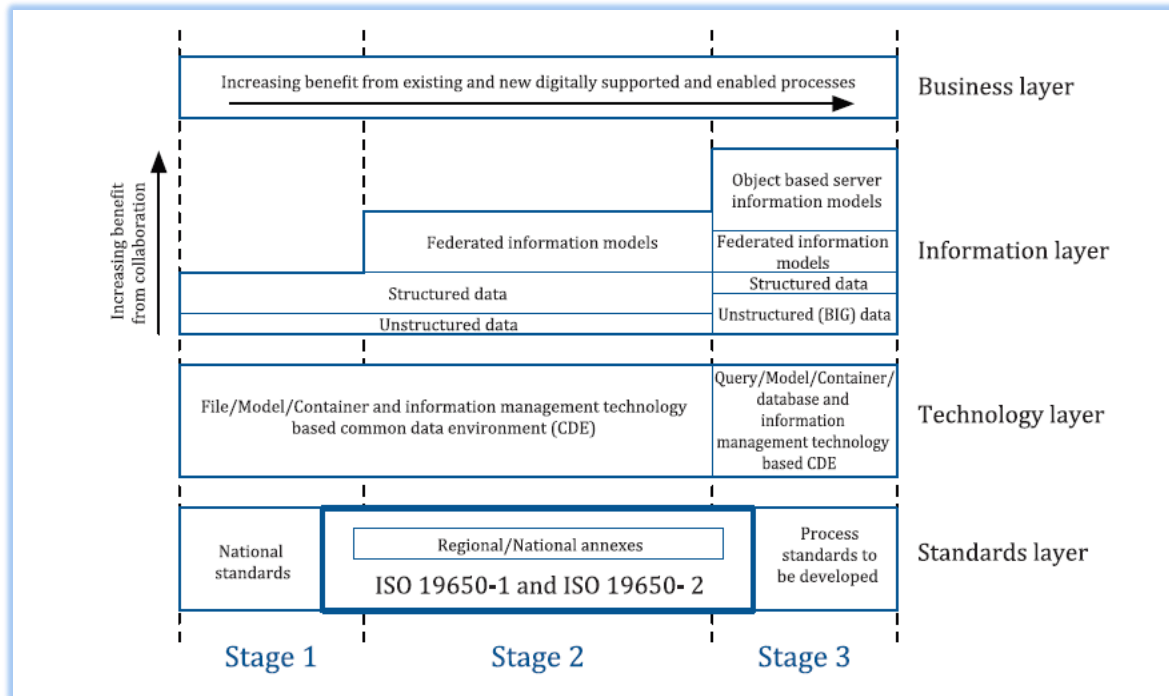 Increasing benefit from existing and new digitally supported and enabled processes
Business layer
Increasing benefit
from collaboration
Object based server
information models
Federated information models
Federated information
models
Information layer
Structured data
Structured data
Unstructured data
Unstructured (BIG) data
File/Model/Container and information management technology
based common data environment (CDE)
Query/Model/Container/
database and
information
management technology
based CDE
Technology layer
National
standards
Regional/National annexes
ISO 19650-1 and ISO 19650- 2
Process
standards to
be developed
Standards layer
Stage 1
Stage 2
Stage 3